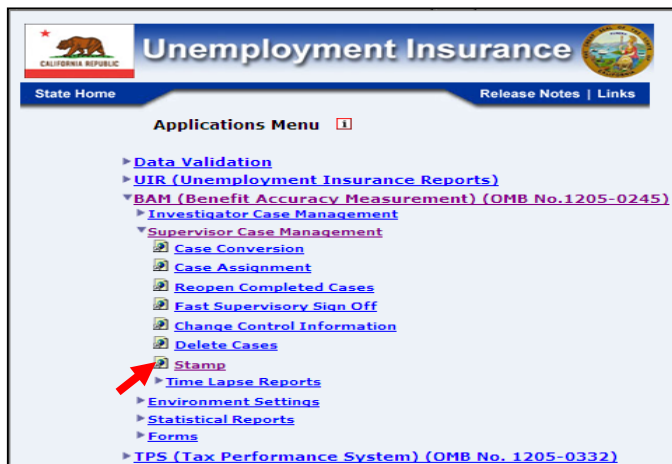 CALIFORNIA REPUBLIC
Unemployment Insurance
State Home
Release Notes | Links
Applications Menu
Data Validation
UIR (Unemployment Insurance Reports)
BAM (Benefit Accuracy Measurement) (OMB No.1205-0245)
Investigator Case Management
Supervisor Case Management
Case Conversion
Case Assignment
Reopen Completed Cases
Fast Supervisory Sign Off
Change Control Information
Delete Cases
Stamp
Time Lapse Reports
Environment Settings
Statistical Reports
Forms
TPS (Tax Performance System) (OMB No. 1205-0332)